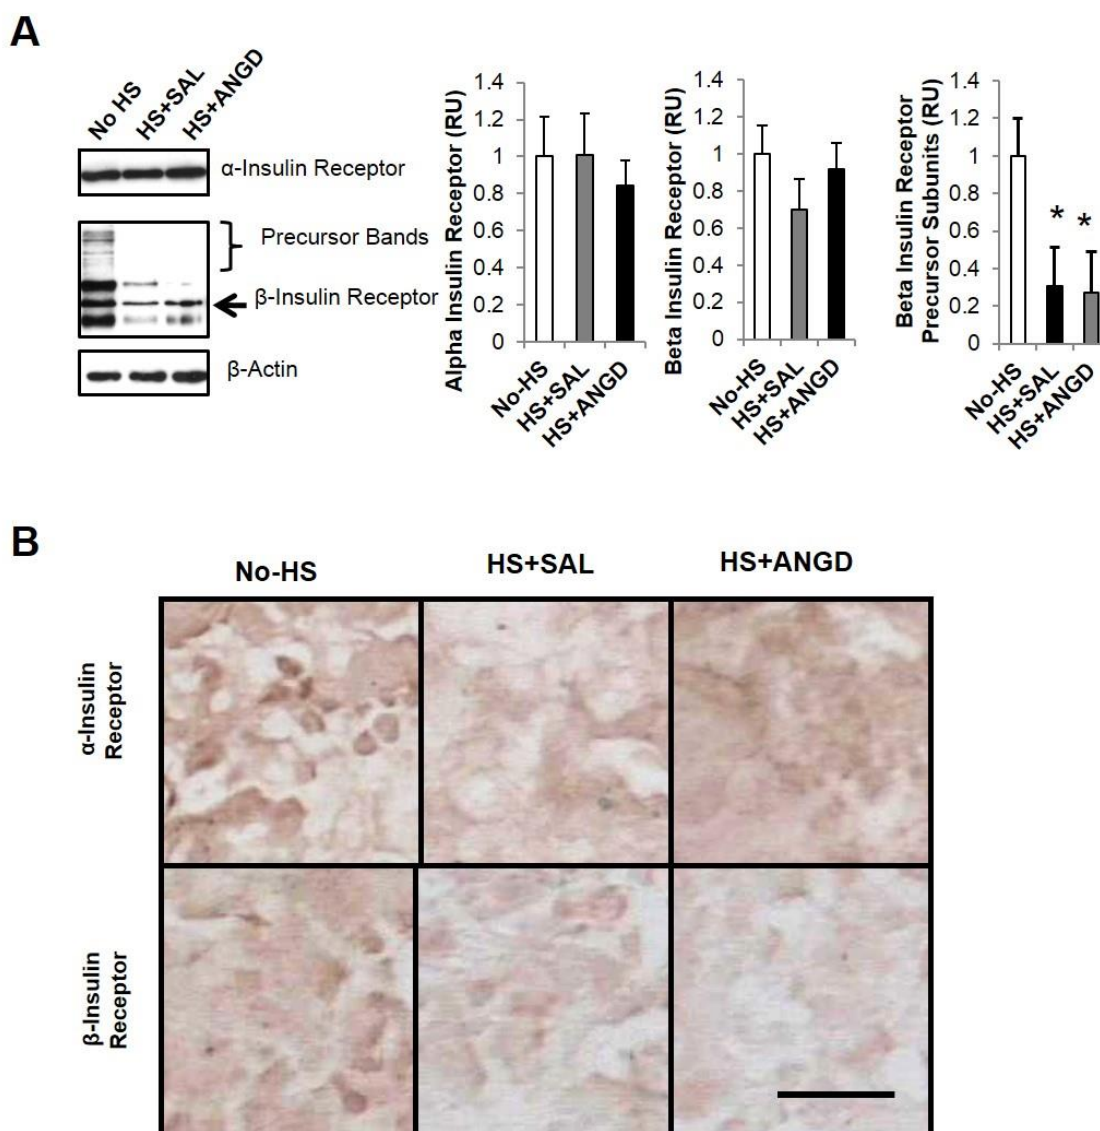 A
No HS
HS+SAL
HS+ANGD
α-Insulin Receptor
Precursor Bands
β-Insulin Receptor
β-Actin
Alpha Insulin Receptor (RU)
1.4
1.2
1
0.8
0.6
0.4
0.2
0
No-HS
HS+SAL
HS+ANGD
Beta Insulin Receptor (RU)
1.4
1.2
1
0.8
0.6
0.4
0.2
0
No-HS
HS+SAL
HS+ANGD
Beta Insulin Receptor
Precursor Subunits (RU)
1.4
1.2
1
0.8
0.6
0.4
0.2
0
* *
No-HS
HS+SAL
HS+ANGD
B
No-HS
HS+SAL
HS+ANGD
α-Insulin
Receptor
β-Insulin
Receptor